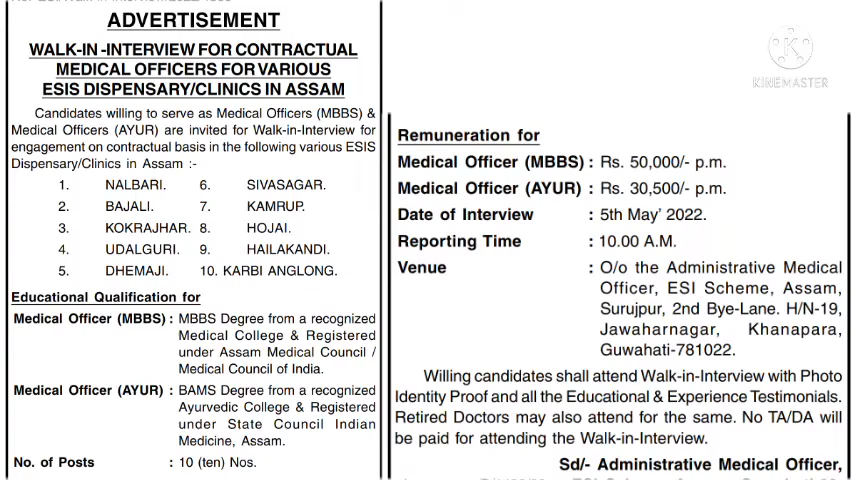 ADVERTISEMENT
WALK-IN -INTERVIEW FOR CONTRACTUAL
MEDICAL OFFICERS FOR VARIOUS
ESIS DISPENSARY/CLINICS IN ASSAM
Candidates willing to serve as Medical Officers (MBBS) &
Medical Officers (AYUR) are invited for Walk-in-Interview for
engagement on contractual basis in the following various ESIS
Dispensary/Clinics in Assam :-
1. NALBARI. 6. SIVASAGAR.
2. BAJALI. 7. KAMRUP.
3. KOKRAJHAR. 8. HOJAI.
4. UDALGURI. 9. HAILAKANDI.
5. DHEMAJI. 10. KARBI ANGLONG.
Educational Qualification for
Medical Officer (MBBS) : MBBS Degree from a recognized
Medical College & Registered
under Assam Medical Council /
Medical Council of India.
Medical Officer (AYUR) : BAMS Degree from a recognized
Ayurvedic College & Registered
under State Council Indian
Medicine, Assam.
No. of Posts : 10 (ten) Nos.
KINEMASTER
Remuneration for
Medical Officer (MBBS) : Rs. 50,000/- p.m.
Medical Officer (AYUR) : Rs. 30,500/- p.m.
Date of Interview : 5th May' 2022.
Reporting Time : 10.00 A.M.
Venue : O/o the Administrative Medical
Officer, ESI Scheme, Assam,
Surujpur, 2nd Bye-Lane. H/N-19,
Jawaharnagar, Khanapara,
Guwahati-781022.
Willing candidates shall attend Walk-in-Interview with Photo
Identity Proof and all the Educational & Experience Testimonials.
Retired Doctors may also attend for the same. No TA/DA will
be paid for attending the Walk-in-Interview.
Sd/- Administrative Medical Officer,